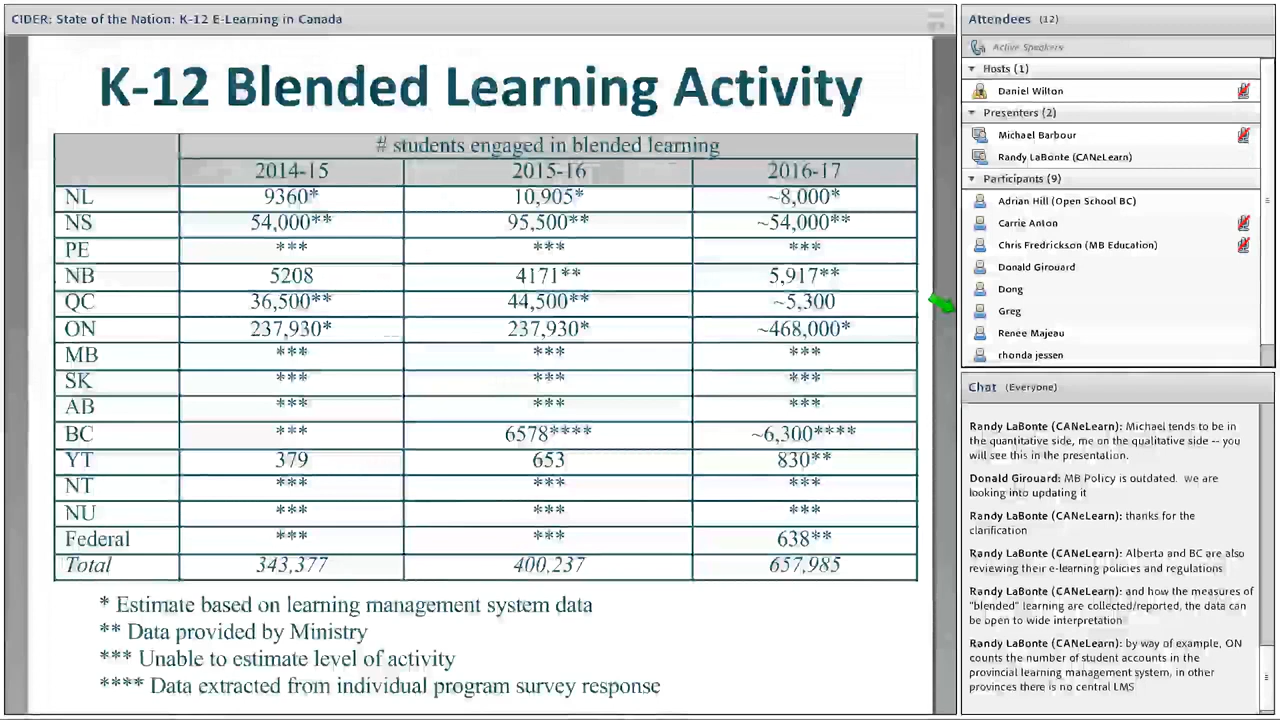 CIDER: State of the Nation: K-12 E-Learning in Canada
K-12 Blended Learning Activity
# students engaged in blended learning
2014-15 2015-16 2016-17
NL 9360* 10,905* ~8,000*
NS 54,000** 95,500** ~54,000**
PE *** *** ***
NB 5208 4171** 5,917**
QC 36,500** 44,500** ~5,300
ON 237,930* 237,930* ~468,000*
MB *** *** ***
SK *** *** ***
AB *** *** ***
BC *** 6578**** ~6,300****
YT 379 653 830**
NT *** *** ***
NU *** *** ***
Federal *** *** 638**
Total 343,377 400,237 657,985
* Estimate based on learning management system data
** Data provided by Ministry
*** Unable to estimate level of activity
**** Data extracted from individual program survey response
Attendees (12)
Active Speakers
Hosts (1)
Daniel Wilton
Presenters (2)
Michael Barbour
Randy LaBonte (CANeLearn)
Participants (9)
Adrian Hill (Open School BC)
Carrie Anton
Chris Fredrickson (MB Education)
Donald Girouard
Dong
Greg
Renee Majeau
rhonda jessen
Chat (Everyone)
Randy LaBonte (CANeLearn): Michael tends to be in
the quantitative side, me on the qualitative side -- you
will see this in the presentation.
Donald Girouard: MB Policy is outdated. we are
looking into updating it
Randy LaBonte (CANeLearn): thanks for the
clarification
Randy LaBonte (CANeLearn): Alberta and BC are also
reviewing their e-learning policies and regulations
Randy LaBonte (CANeLearn): and how the measures of
"blended" learning are collected/reported, the data can
be open to wide interpretation
Randy LaBonte (CANeLearn): by way of example, ON
counts the number of student accounts in the
provincial learning management system, in other
provinces there is no central LMS